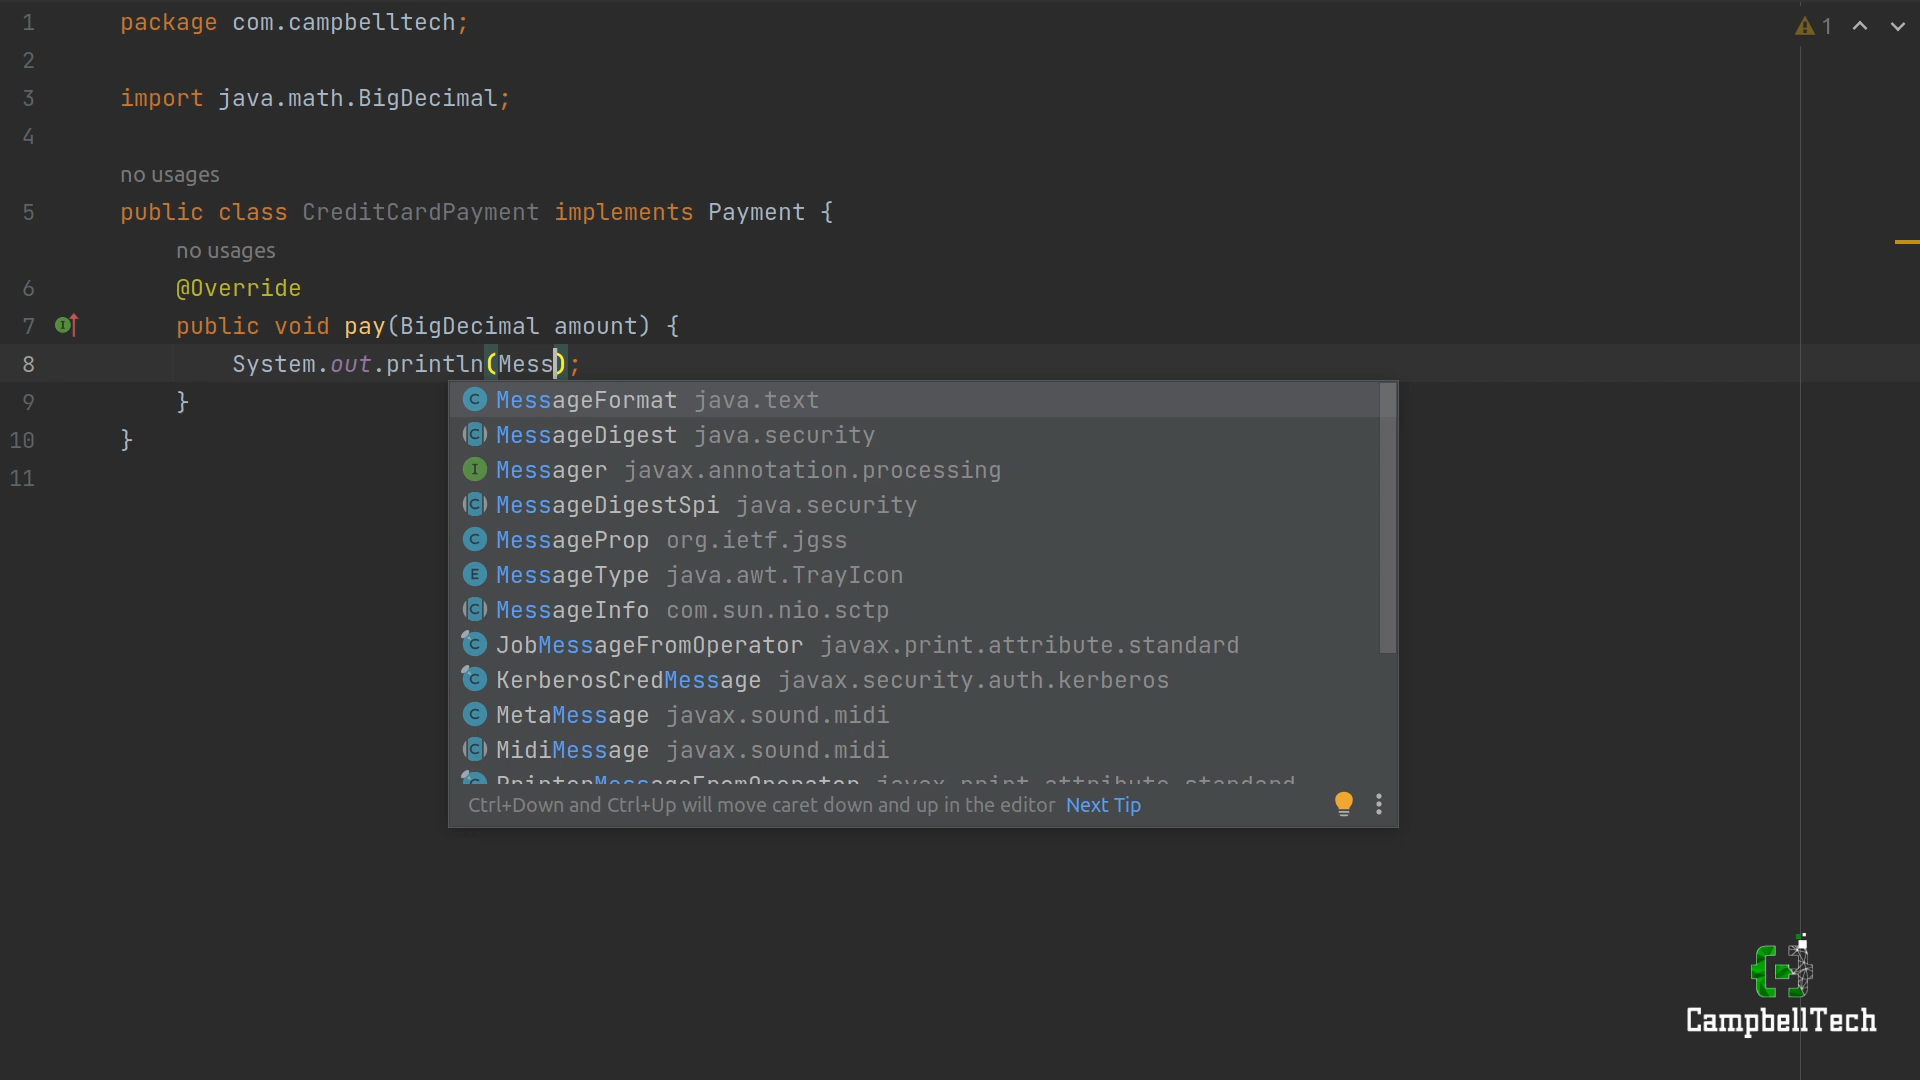 1 package com.campbelltech;
1
2
3 import java.math.BigDecimal;
4
no usages
5 public class CreditCardPayment implements Payment {
no usages
6 @Override
7 public void pay(BigDecimal amount) {
8 System.out.println(Mess);
9 }
10 }
11
MessageFormat java.text
MessageDigest java.security
Messager javax.annotation.processing
MessageDigestSpi java.security
MessageProp org.ietf.jgss
MessageType java.awt.TrayIcon
MessageInfo com.sun.nio.sctp
JobMessageFromOperator javax.print.attribute.standard
KerberosCredMessage javax.security.auth.kerberos
MetaMessage javax.sound.midi
MidiMessage javax.sound.midi
PrinterMessageFromOperator javax.print.attribute.standard
Ctrl+Down and Ctrl+Up will move caret down and up in the editor Next Tip
CampbellTech